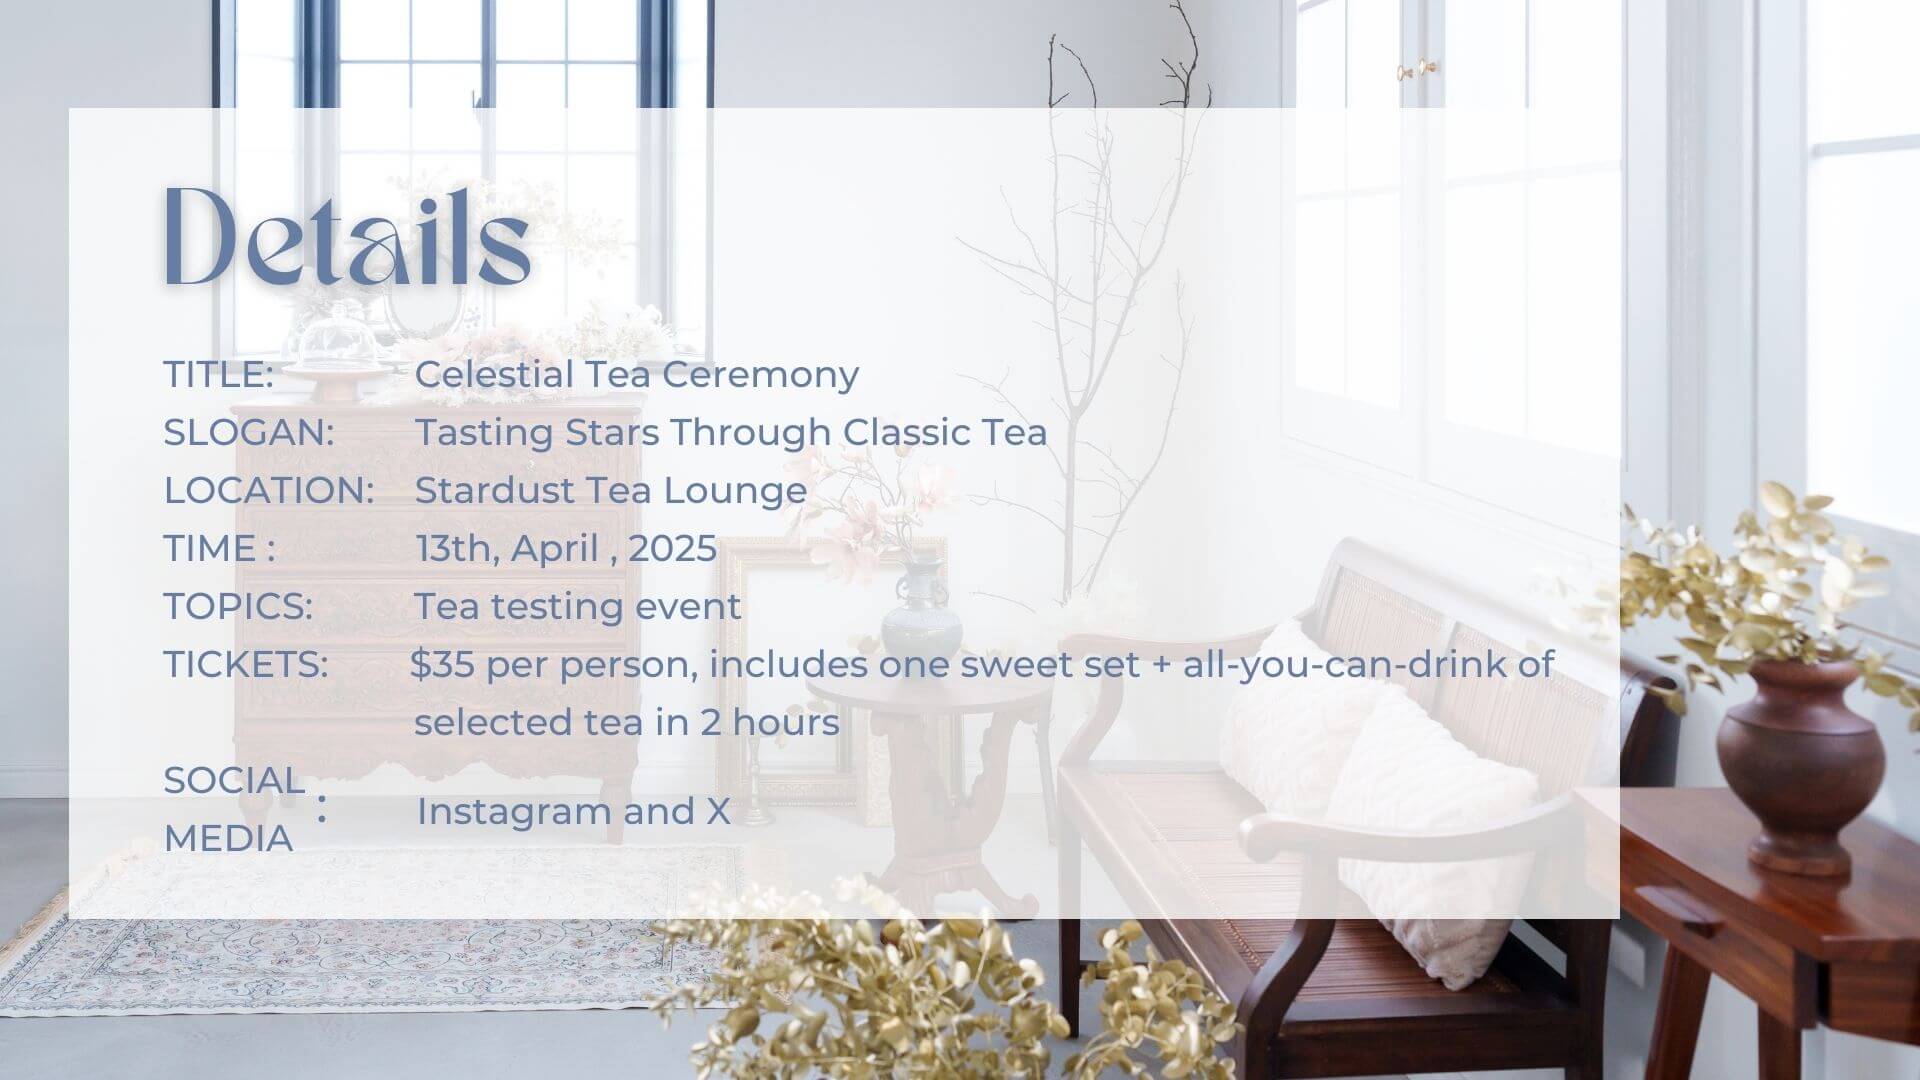 Details
TITLE: Celestial Tea Ceremony
SLOGAN: Tasting Stars Through Classic Tea
LOCATION: Stardust Tea Lounge
TIME : 13th, April , 2025
TOPICS: Tea testing event
TICKETS: $35 per person, includes one sweet set + all-you-can-drink of
selected tea in 2 hours
SOCIAL
MEDIA : Instagram and X